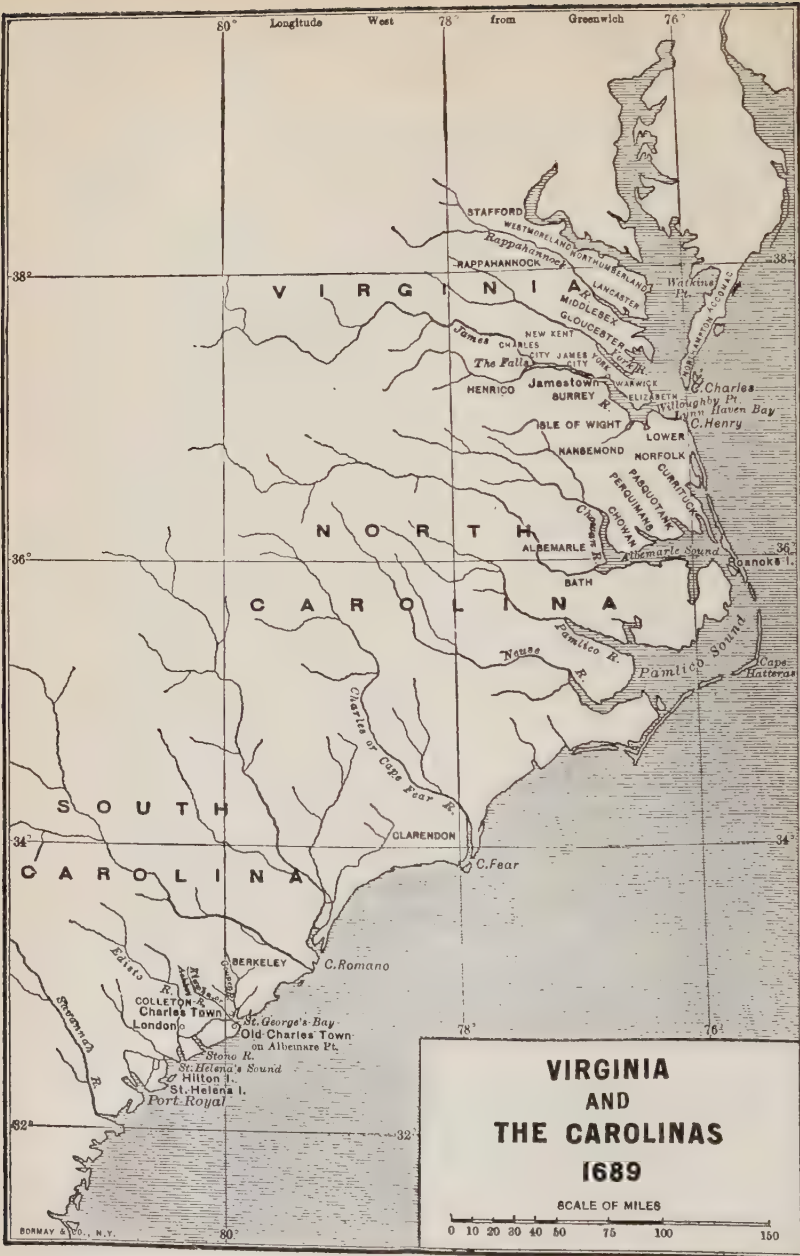 80° Longitude West 78° from Greenwich 76°
STAFFORD
WESTMORELAND
NORTHUMBERLAND
Rappahannock R.
RAPPAHANNOCK
LANCASTER
38°
38°
Watkins Pt.
VIRGINIA
MIDDLESEX
GLOUCESTER
NORTHAMPTON
ACCOMAC
NEW KENT
James R.
CHARLES CITY
JAMES CITY
YORK
York R.
The Falls
HENRICO
Jamestown
WARWICK
C.Charles
SURREY
ELIZABETH
Willoughby Pt.
Lynn Haven Bay
C.Henry
ISLE OF WIGHT
LOWER NORFOLK
NANSEMOND
CURRITUCK
PASQUOTANK
PERQUIMANS
CHOWAN
Chowan R.
NORTH
ALBEMARLE
Albemarle Sound
36°
36°
Roanoke I.
BATH
CAROLINA
Pamlico R.
Neuse R.
Pamlico Sound
Cape Hatteras
Charles or Cape Fear R.
SOUTH
CLARENDON
34°
34°
C.Fear
CAROLINA
Edisto R.
BERKELEY
C.Romano
COLLETON
Charles Town
London
St. George's Bay
Old Charles Town
on Albemare Pt.
Stono R.
St. Helena's Sound
Hilton I.
St. Helena I.
Port Royal
Savannah R.
32°
32°
78°
76°
80°
VIRGINIA
AND
THE CAROLINAS
1689
SCALE OF MILES
0 10 20 30 40 50 75 100 150
BORMAY & CO., N.Y.